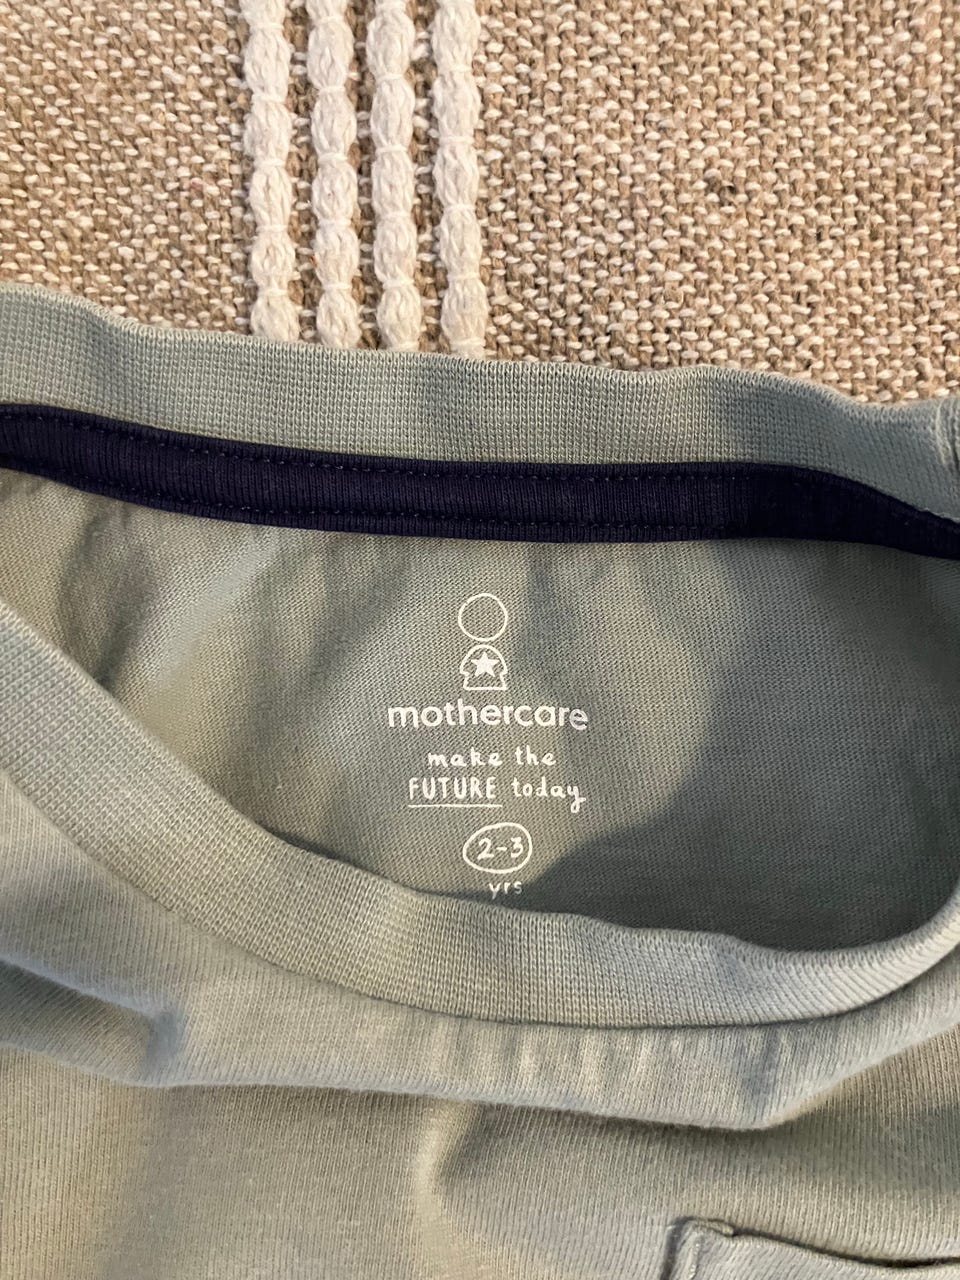 mothercare
make the
FUTURE today
2-3
yrs